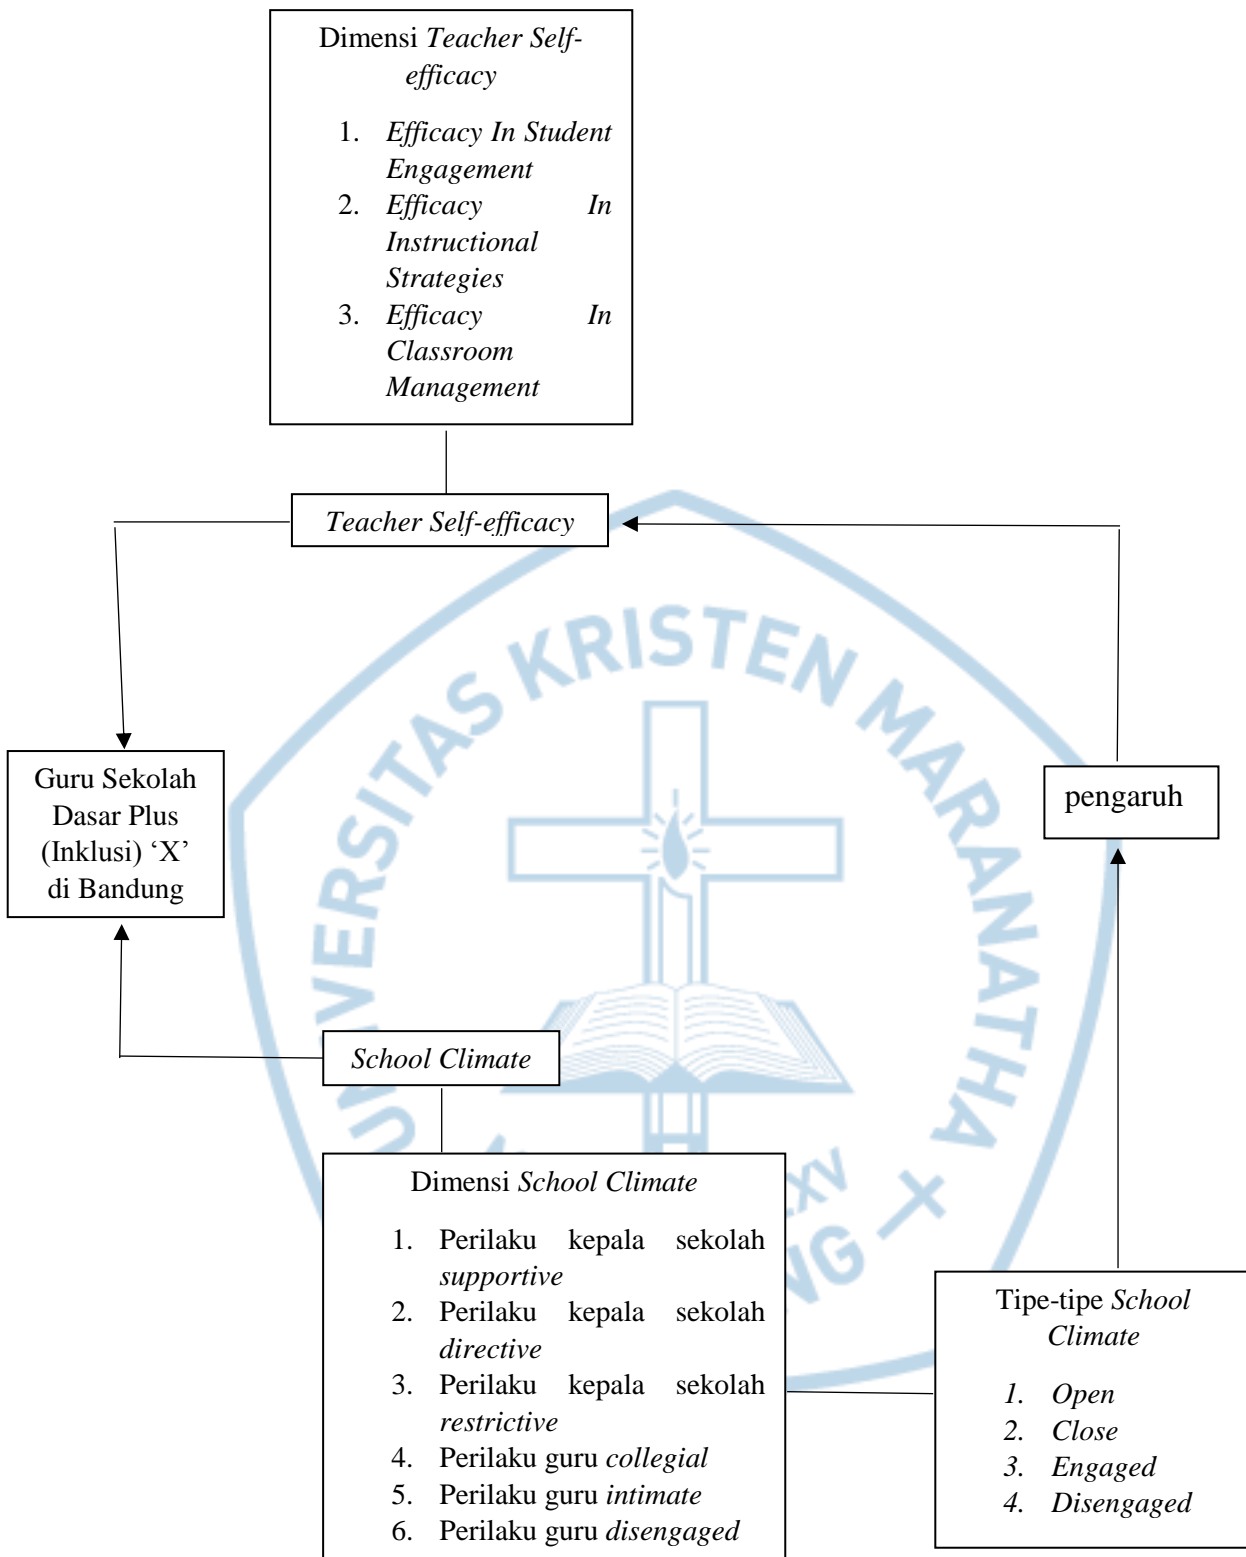 Dimensi Teacher Self-
efficacy
1. Efficacy In Student
Engagement
2. Efficacy In
Instructional
Strategies
3. Efficacy In
Classroom
Management
Teacher Self-efficacy
UNIVERSITAS KRISTEN MARANATHA
Guru Sekolah
Dasar Plus
(Inklusi) ‘X’
di Bandung
pengaruh
School Climate
Dimensi School Climate
1. Perilaku kepala sekolah
supportive
2. Perilaku kepala sekolah
directive
3. Perilaku kepala sekolah
restrictive
4. Perilaku guru collegial
5. Perilaku guru intimate
6. Perilaku guru disengaged
Tipe-tipe School
Climate
1. Open
2. Close
3. Engaged
4. Disengaged